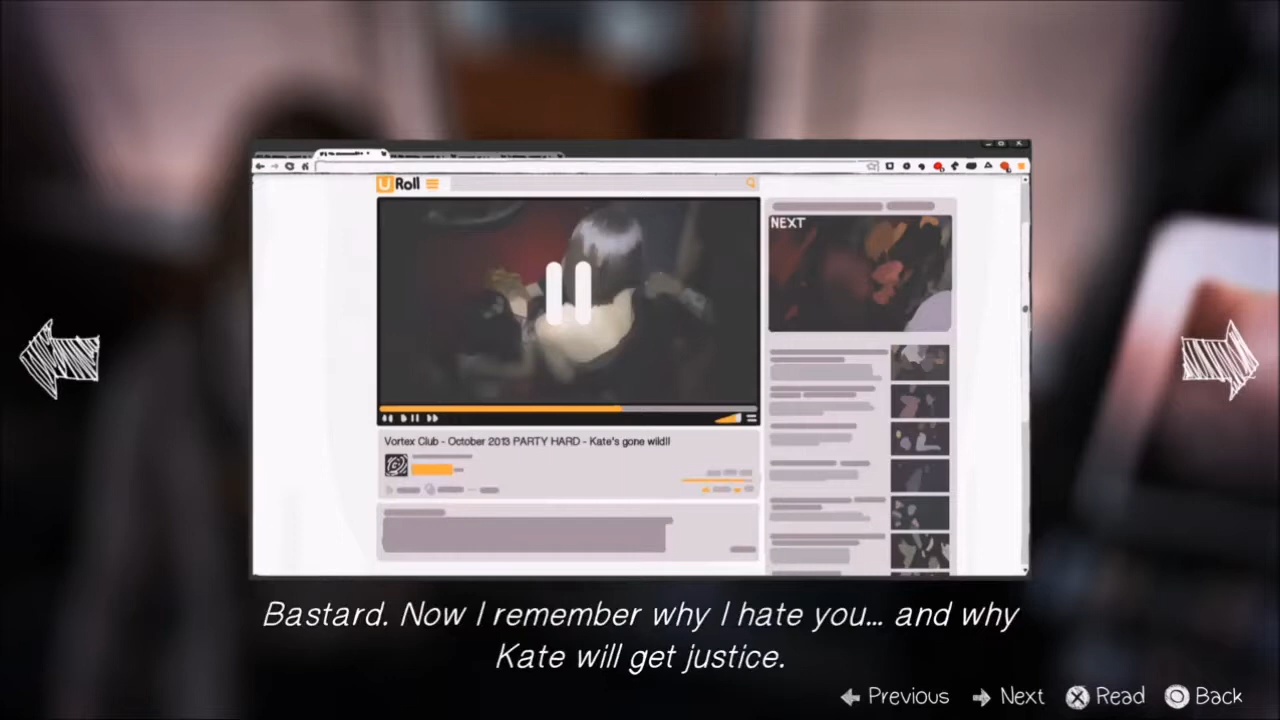 U Roll
NEXT
Vortex Club - October 2013 PARTY HARD - Kate's gone wild!!
Bastard. Now I remember why I hate you... and why
Kate will get justice.
Previous Next Read Back